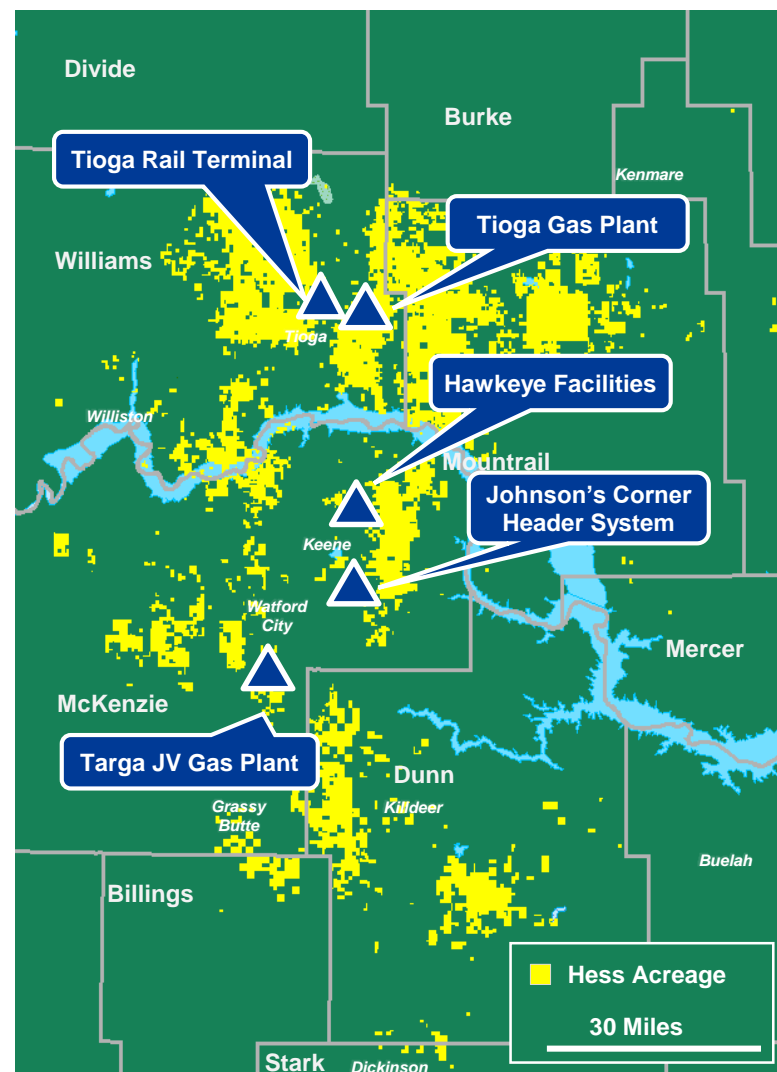 Divide
Burke
Tioga Rail Terminal
Kenmare
Tioga Gas Plant
Williams
Tioga
Hawkeye Facilities
Williston
Mountrail
Johnson's Corner
Header System
Keene
Watford
City
Mercer
McKenzie
Targa JV Gas Plant
Dunn
Grassy
Butte
Killdeer
Buelah
Billings
Hess Acreage
30 Miles
Stark
Dickinson